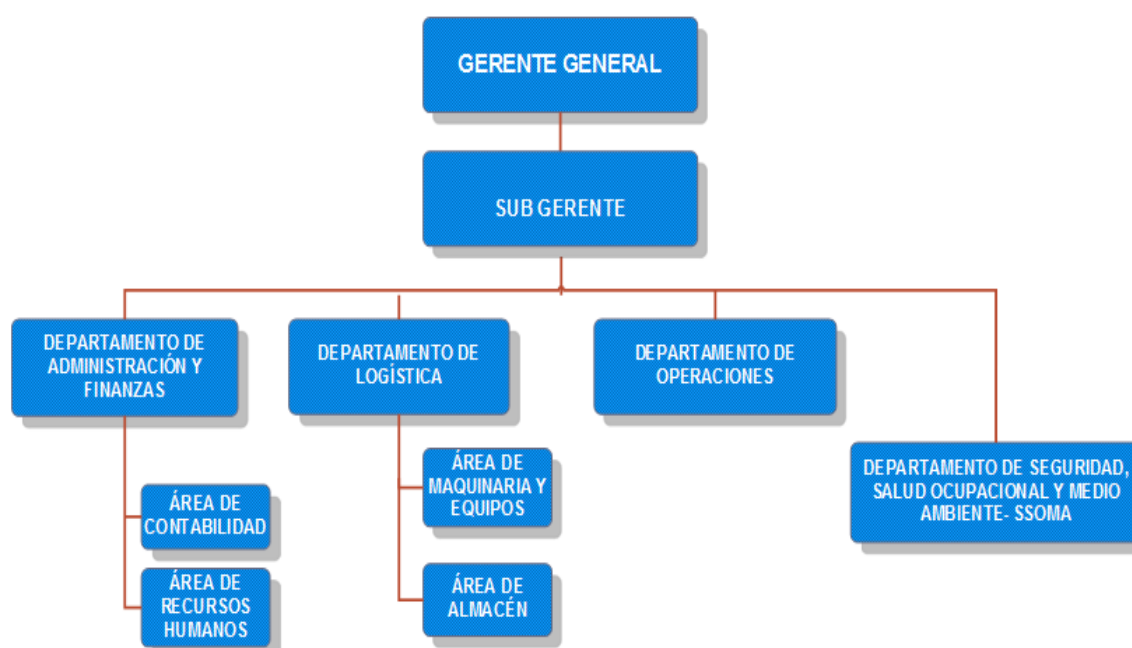 GERENTE GENERAL
SUB GERENTE
DEPARTAMENTO DE
ADMINISTRACIÓN Y
FINANZAS
DEPARTAMENTO DE
LOGÍSTICA
DEPARTAMENTO DE
OPERACIONES
DEPARTAMENTO DE SEGURIDAD,
SALUD OCUPACIONAL Y MEDIO
AMBIENTE- SSOMA
ÁREA DE
CONTABILIDAD
ÁREA DE
RECURSOS
HUMANOS
ÁREA DE
MAQUINARIA Y
EQUIPOS
ÁREA DE
ALMACÉN